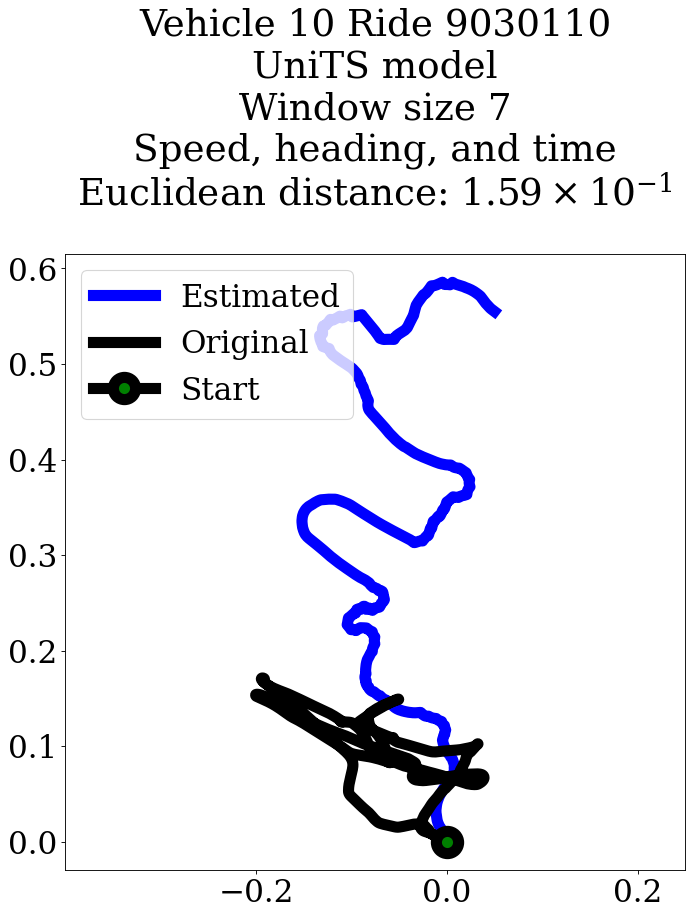 Vehicle 10 Ride 9030110
UniTS model
Window size 7
Speed, heading, and time
Euclidean distance: 1.59 × 10⁻¹
Estimated
Original
Start
0.6
0.5
0.4
0.3
0.2
0.1
0.0
−0.2
0.0
0.2